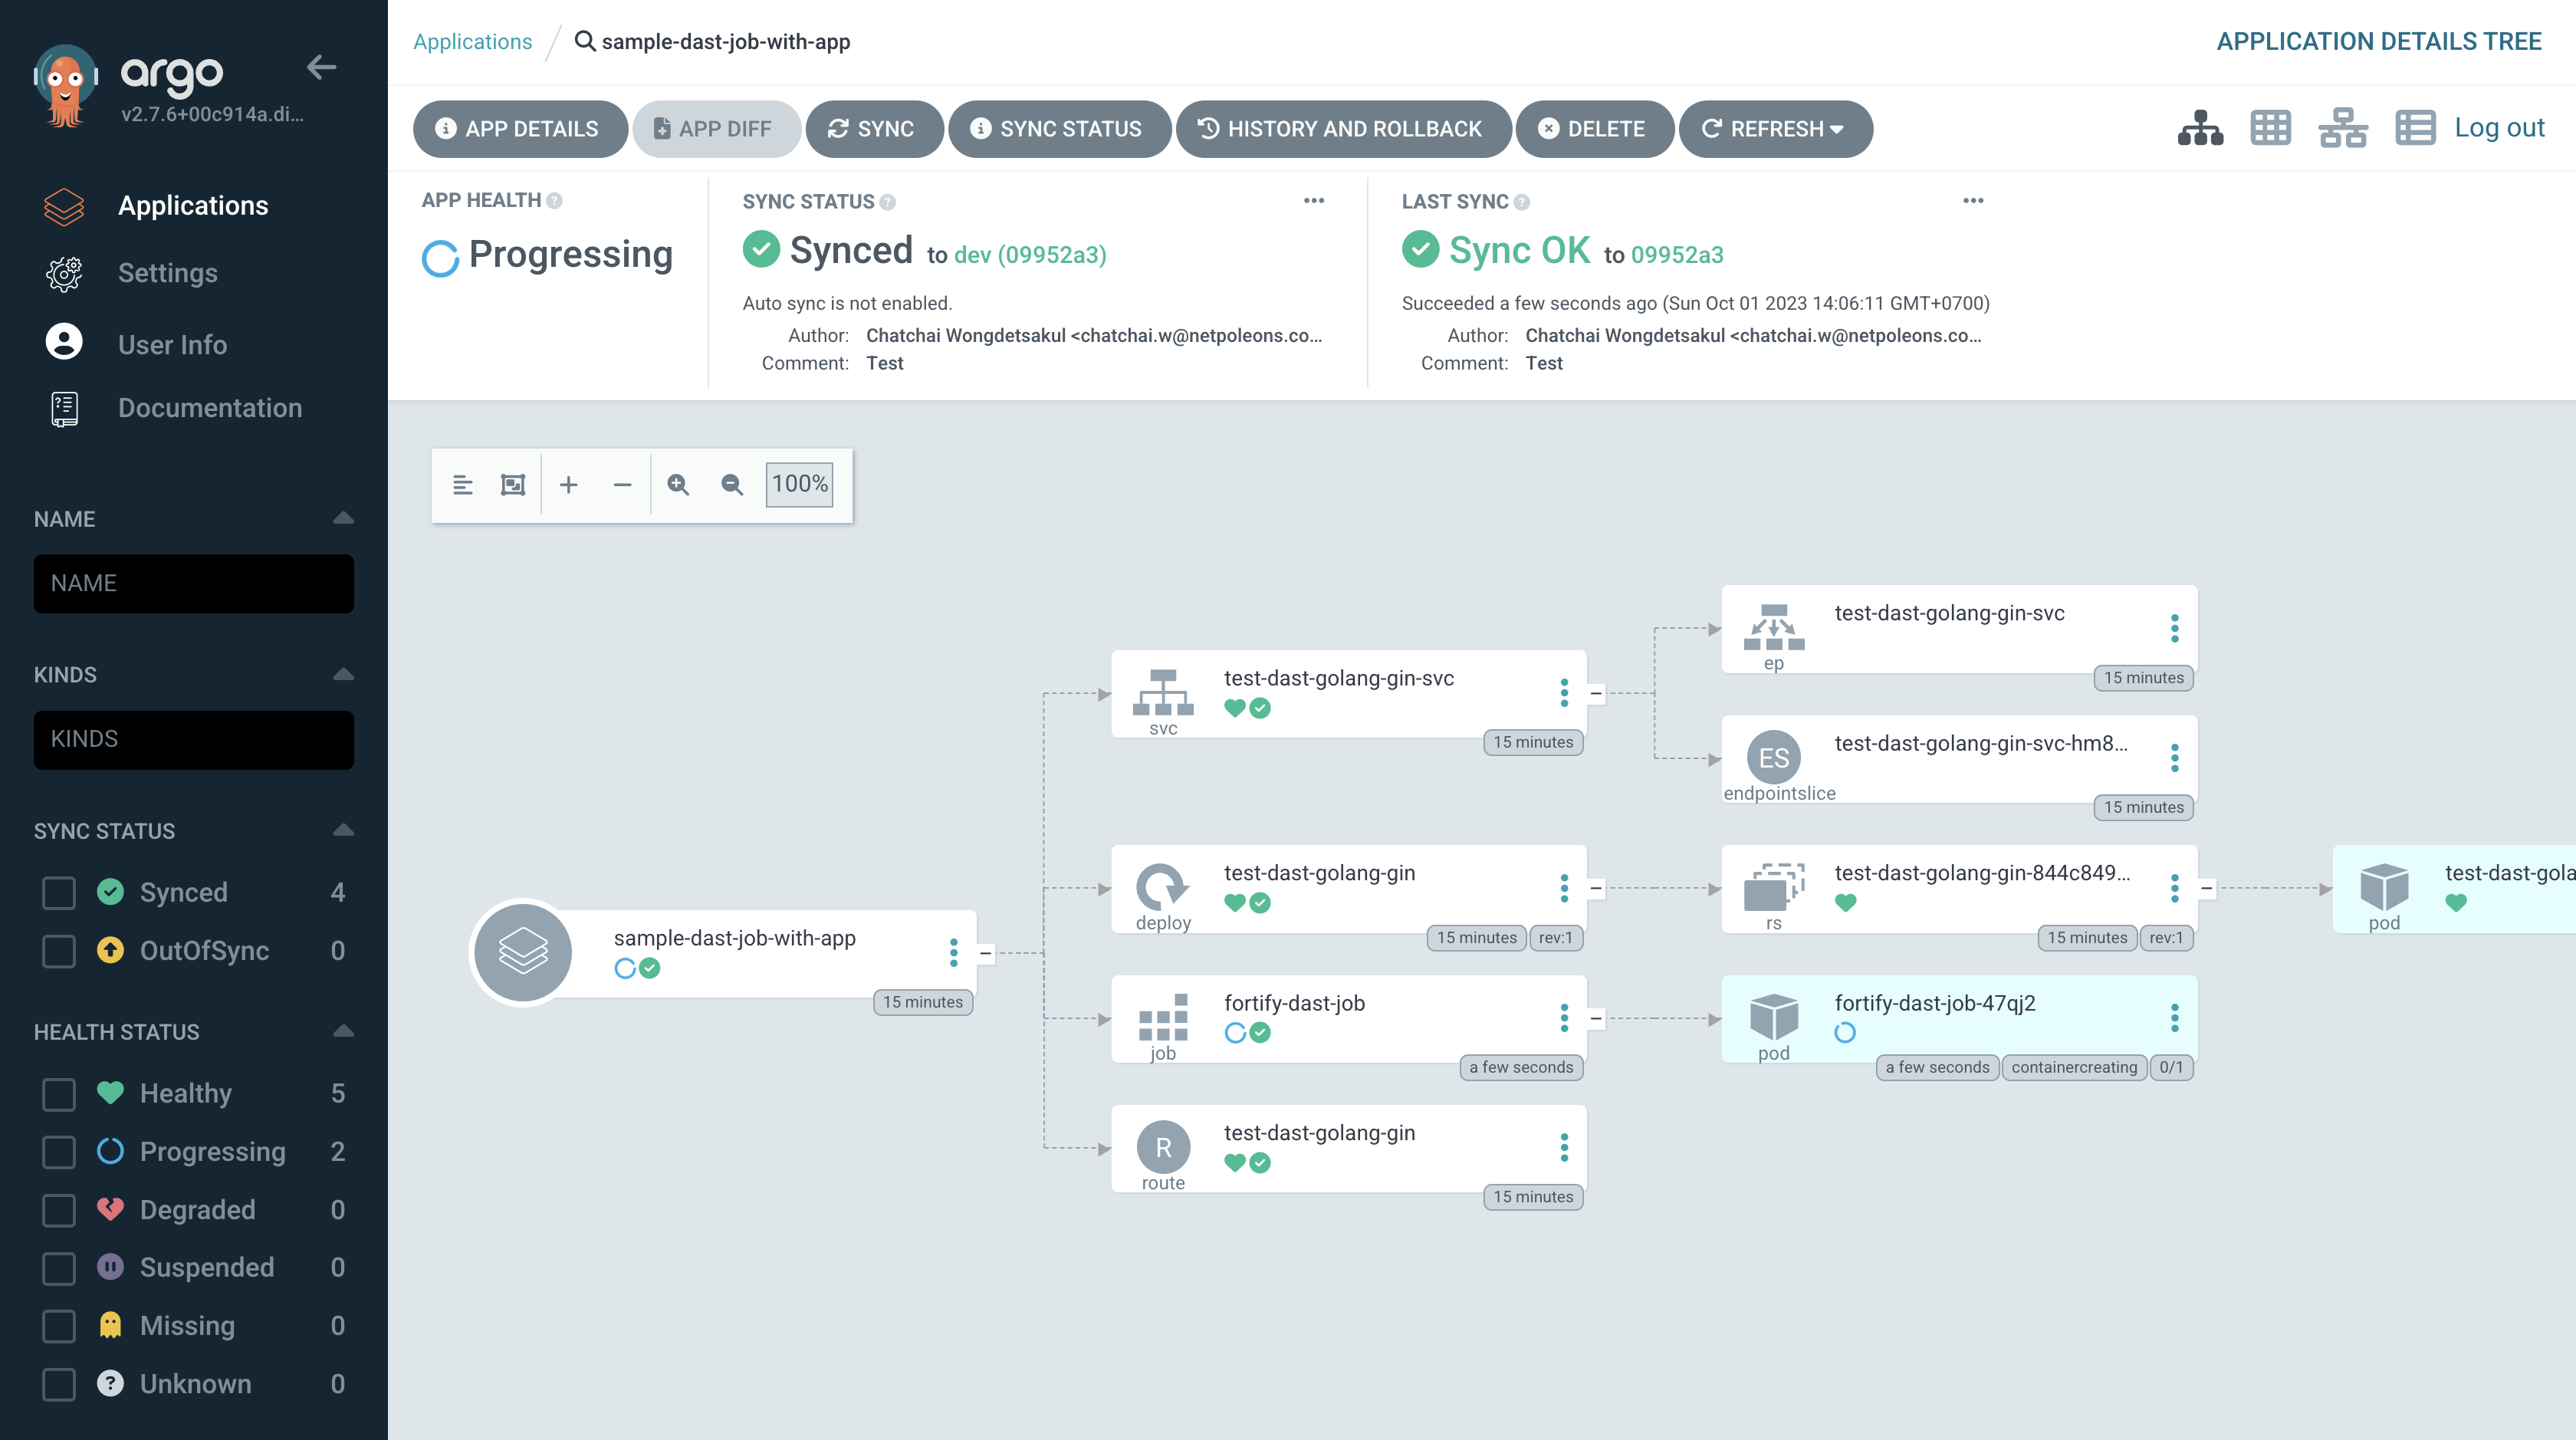 argo
v2.7.6+00c914a.di...
Applications
Settings
User Info
Documentation
NAME
NAME
KINDS
KINDS
SYNC STATUS
Synced 4
OutOfSync 0
HEALTH STATUS
Healthy 5
Progressing 2
Degraded 0
Suspended 0
Missing 0
Unknown 0
Applications / sample-dast-job-with-app
APPLICATION DETAILS TREE
APP DETAILS APP DIFF SYNC SYNC STATUS HISTORY AND ROLLBACK DELETE REFRESH
Log out
APP HEALTH
Progressing
SYNC STATUS
Synced to dev (09952a3)
Auto sync is not enabled.
Author: Chatchai Wongdetsakul <chatchai.w@netpoleons.co...
Comment: Test
LAST SYNC
Sync OK to 09952a3
Succeeded a few seconds ago (Sun Oct 01 2023 14:06:11 GMT+0700)
Author: Chatchai Wongdetsakul <chatchai.w@netpoleons.co...
Comment: Test
100%
sample-dast-job-with-app
15 minutes
test-dast-golang-gin-svc
svc
15 minutes
test-dast-golang-gin
deploy
15 minutes rev:1
fortify-dast-job
job
a few seconds
R
test-dast-golang-gin
route
15 minutes
test-dast-golang-gin-svc
ep
15 minutes
ES
test-dast-golang-gin-svc-hm8...
endpointslice
15 minutes
test-dast-golang-gin-844c849...
rs
15 minutes rev:1
fortify-dast-job-47qj2
pod
a few seconds containercreating 0/1
test-dast-gola
pod